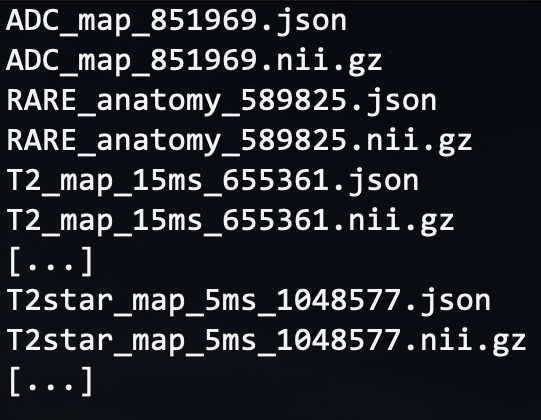 ADC_map_851969.json
ADC_map_851969.nii.gz
RARE_anatomy_589825.json
RARE_anatomy_589825.nii.gz
T2_map_15ms_655361.json
T2_map_15ms_655361.nii.gz
[...]
T2star_map_5ms_1048577.json
T2star_map_5ms_1048577.nii.gz
[...]